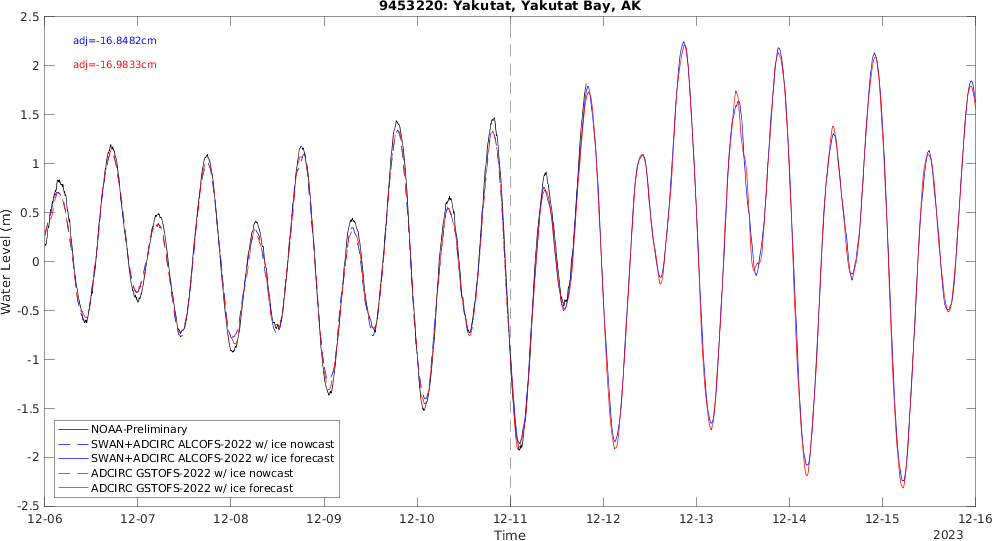 9453220: Yakutat, Yakutat Bay, AK
2.5
2
1.5
1
0.5
0
-0.5
-1
-1.5
-2
-2.5
Water Level (m)
adj=-16.8482cm
adj=-16.9833cm
NOAA-Preliminary
SWAN+ADCIRC ALCOFS-2022 w/ ice nowcast
SWAN+ADCIRC ALCOFS-2022 w/ ice forecast
ADCIRC GSTOFS-2022 w/ ice nowcast
ADCIRC GSTOFS-2022 w/ ice forecast
12-06 12-07 12-08 12-09 12-10 12-11 12-12 12-13 12-14 12-15 12-16
Time
2023